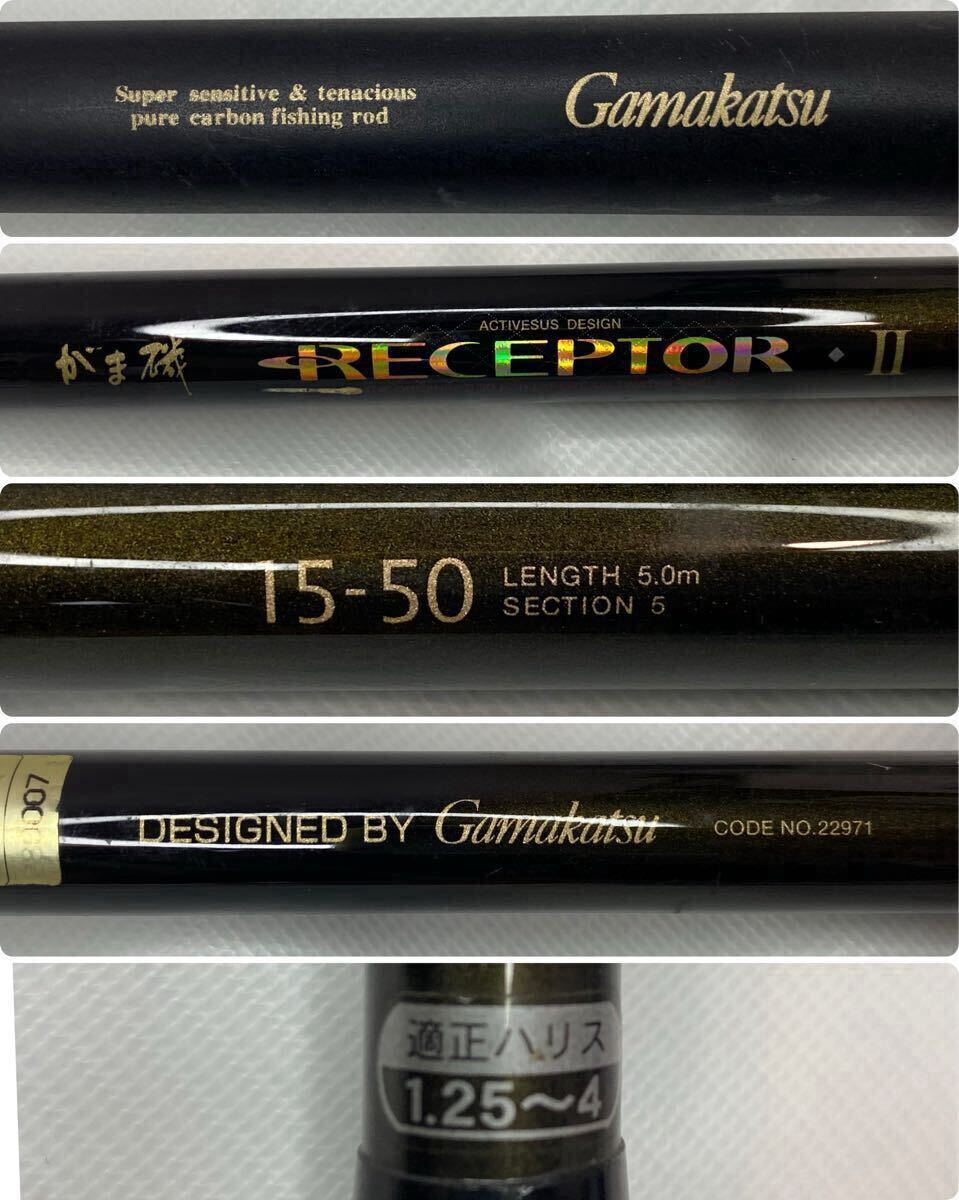 Super sensitive & tenacious
pure carbon fishing rod
Gamakatsu
がま磯
ACTIVESUS DESIGN
RECEPTOR・II
15-50
LENGTH 5.0m
SECTION 5
DESIGNED BY Gamakatsu
CODE NO.22971
適正ハリス
1.25〜4